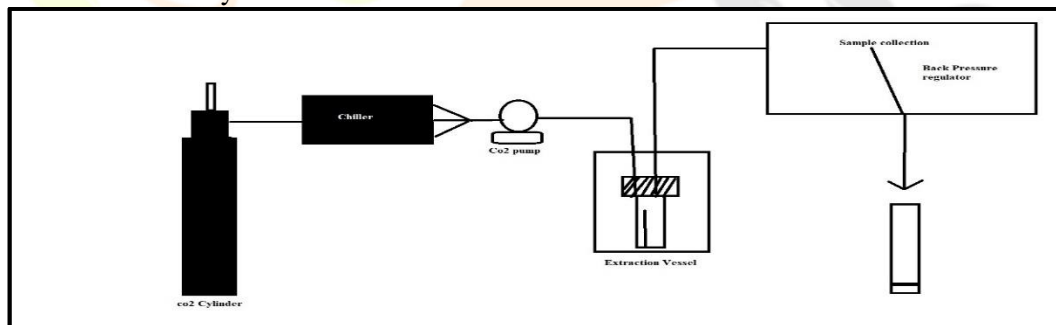 co2 Cylinder
Chiller
Co2 pump
Extraction Vessel
Sample collection
Back Pressure
regulator